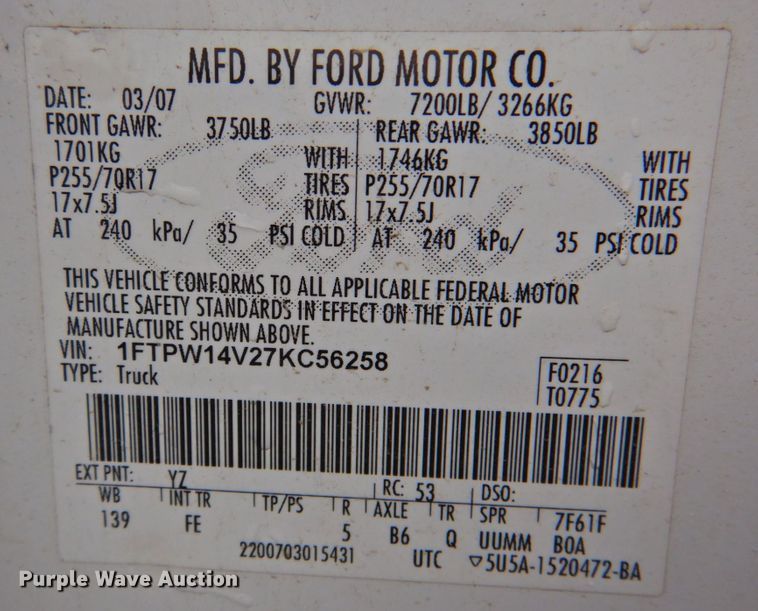 MFD. BY FORD MOTOR CO.
DATE: 03/07 GVWR: 7200LB/ 3266KG
FRONT GAWR: 3750LB REAR GAWR: 3850LB
1701KG WITH 1746KG WITH
P255/70R17 TIRES P255/70R17 TIRES
17x7.5J RIMS 17x7.5J RIMS
AT 240 kPa/ 35 PSI COLD AT 240 kPa/ 35 PSI COLD
Ford
THIS VEHICLE CONFORMS TO ALL APPLICABLE FEDERAL MOTOR
VEHICLE SAFETY STANDARDS IN EFFECT ON THE DATE OF
MANUFACTURE SHOWN ABOVE.
VIN: 1FTPW14V27KC56258
TYPE: Truck
F0216
T0775
EXT PNT: YZ RC: 53 DSO:
WB INT TR TP/PS R AXLE TR SPR 7F61F
139 FE 5 B6 Q UUMM BOA
2200703015431 UTC ▽5U5A-1520472-BA
Purple Wave Auction